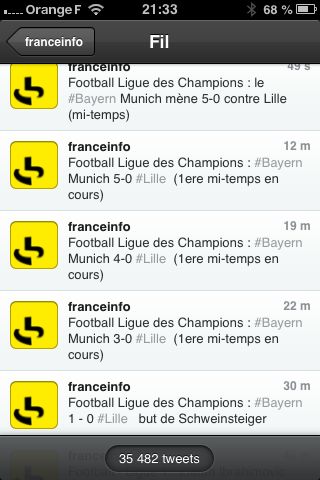 Orange F 21:33 68 %
franceinfo Fil
franceinfo 49 s
Football Ligue des Champions : le
#Bayern Munich mène 5-0 contre Lille
(mi-temps)
franceinfo 12 m
Football Ligue des Champions : #Bayern
Munich 5-0 #Lille (1ere mi-temps en
cours)
franceinfo 19 m
Football Ligue des Champions : #Bayern
Munich 4-0 #Lille (1ere mi-temps en
cours)
franceinfo 22 m
Football Ligue des Champions : #Bayern
Munich 3-0 #Lille (1ere mi-temps en
cours)
franceinfo 30 m
Football Ligue des Champions : #Bayern
1 - 0 #Lille but de Schweinsteiger
35 482 tweets